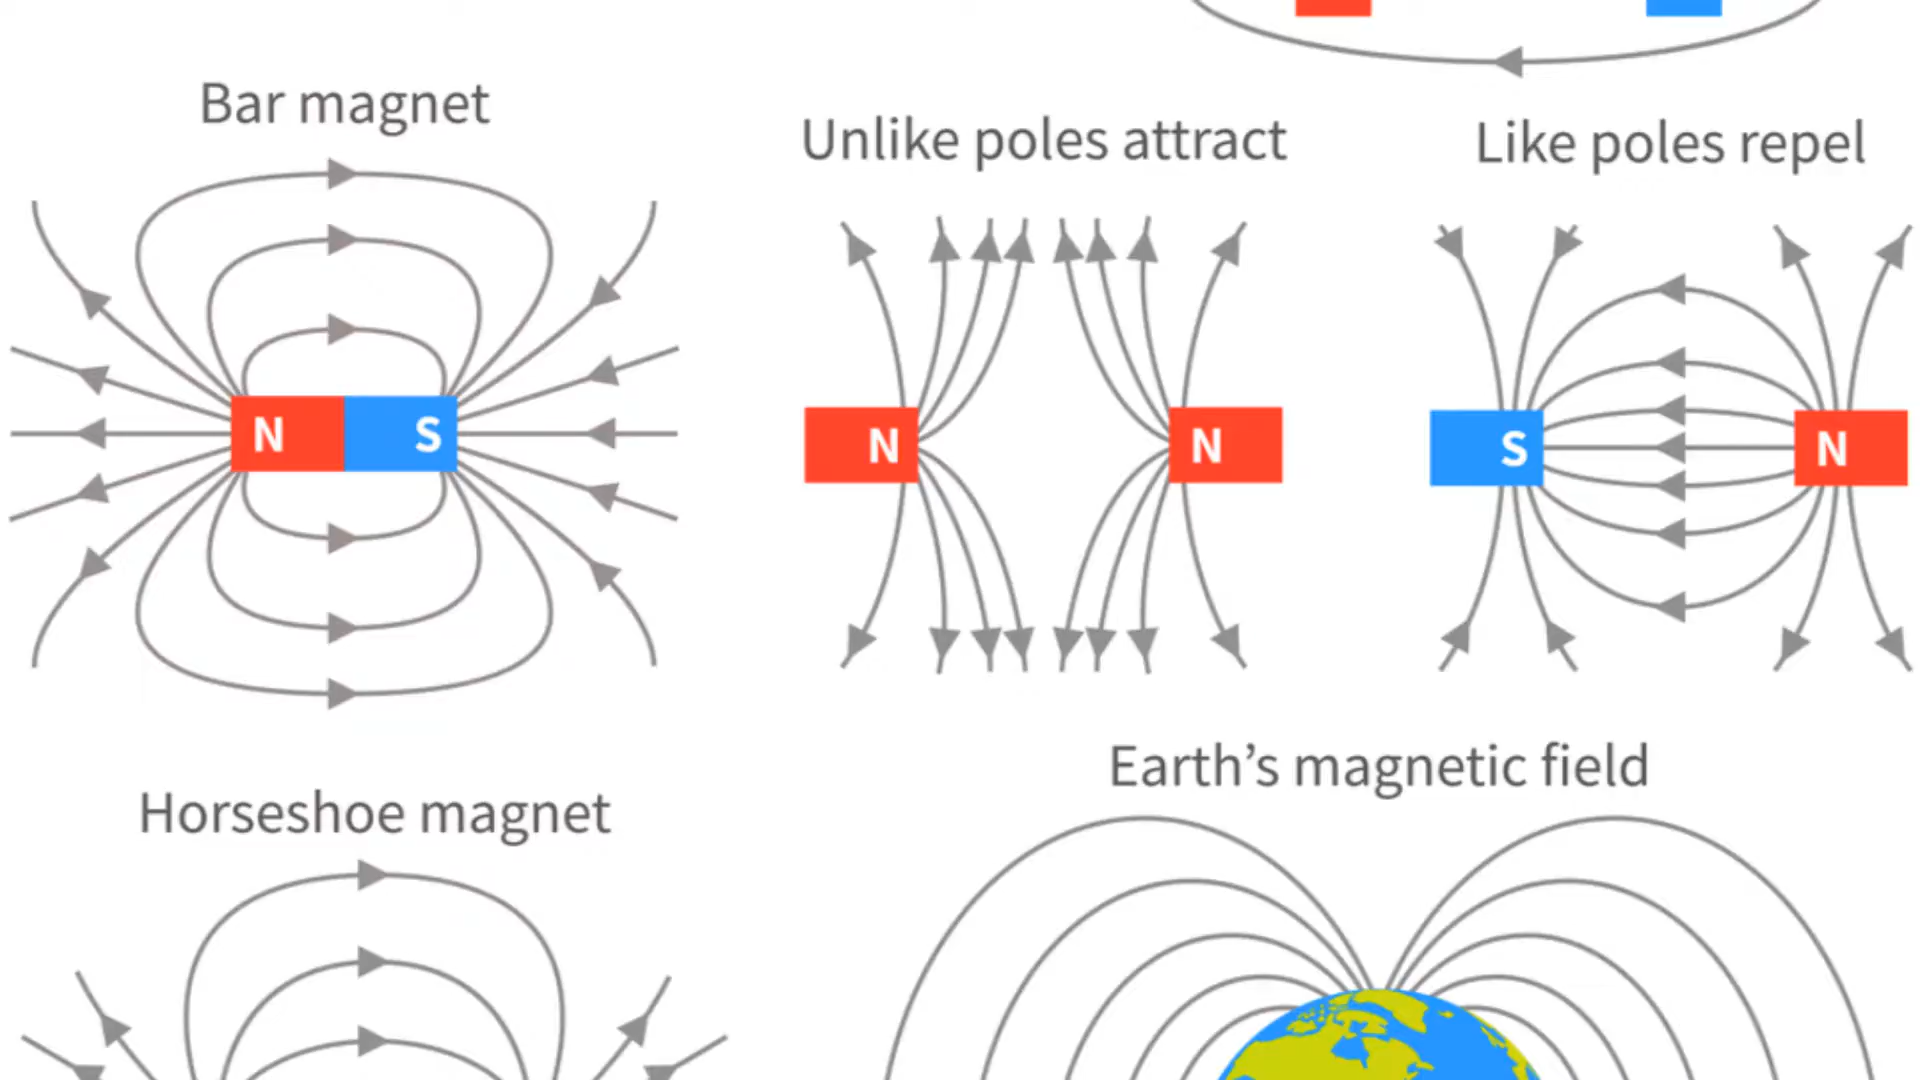 Bar magnet
Unlike poles attract
Like poles repel
N S
N N
S N
Earth’s magnetic field
Horseshoe magnet